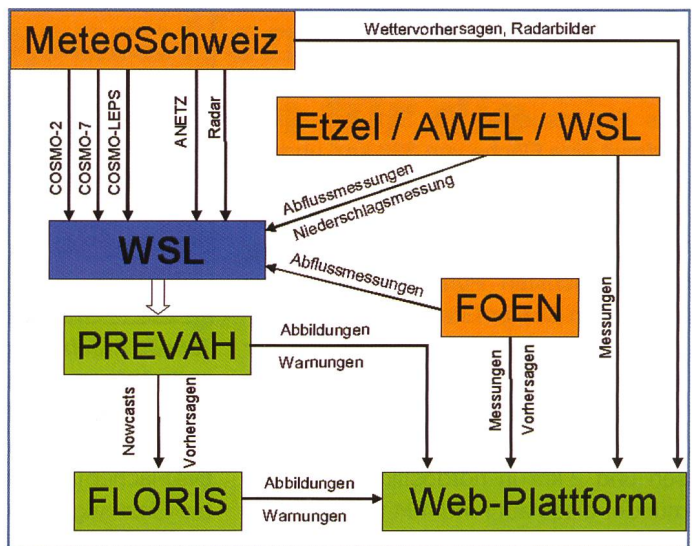 MeteoSchweiz
Wettervorhersagen, Radarbilder
COSMO-2
COSMO-7
COSMO-LEPS
ANETZ
Radar
Etzel / AWEL / WSL
Abflussmessungen
Niederschlagsmessung
WSL
Abflussmessungen
FOEN
Messungen
PREVAH
Abbildungen
Warnungen
Messungen
Vorhersagen
Nowcasts
Vorhersagen
FLORIS
Abbildungen
Warnungen
Web-Plattform